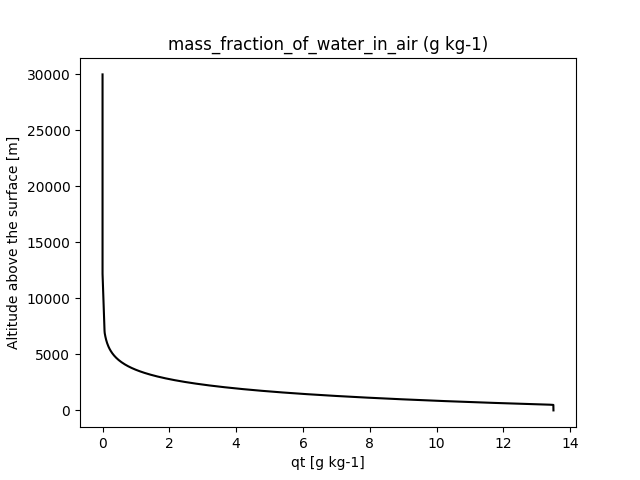 mass_fraction_of_water_in_air (g kg-1)
Altitude above the surface [m]
30000
25000
20000
15000
10000
5000
0
0 2 4 6 8 10 12 14
qt [g kg-1]